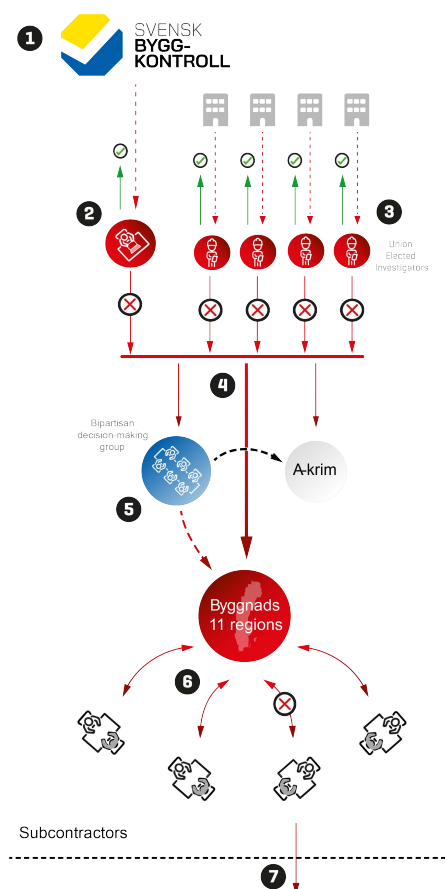 1
SVENSK
BYGG-
KONTROLL
2
3
Union
Elected
Investigators
4
Bipartisan
decision-making
group
A-krim
5
Byggnads
11 regions
6
Subcontractors
7